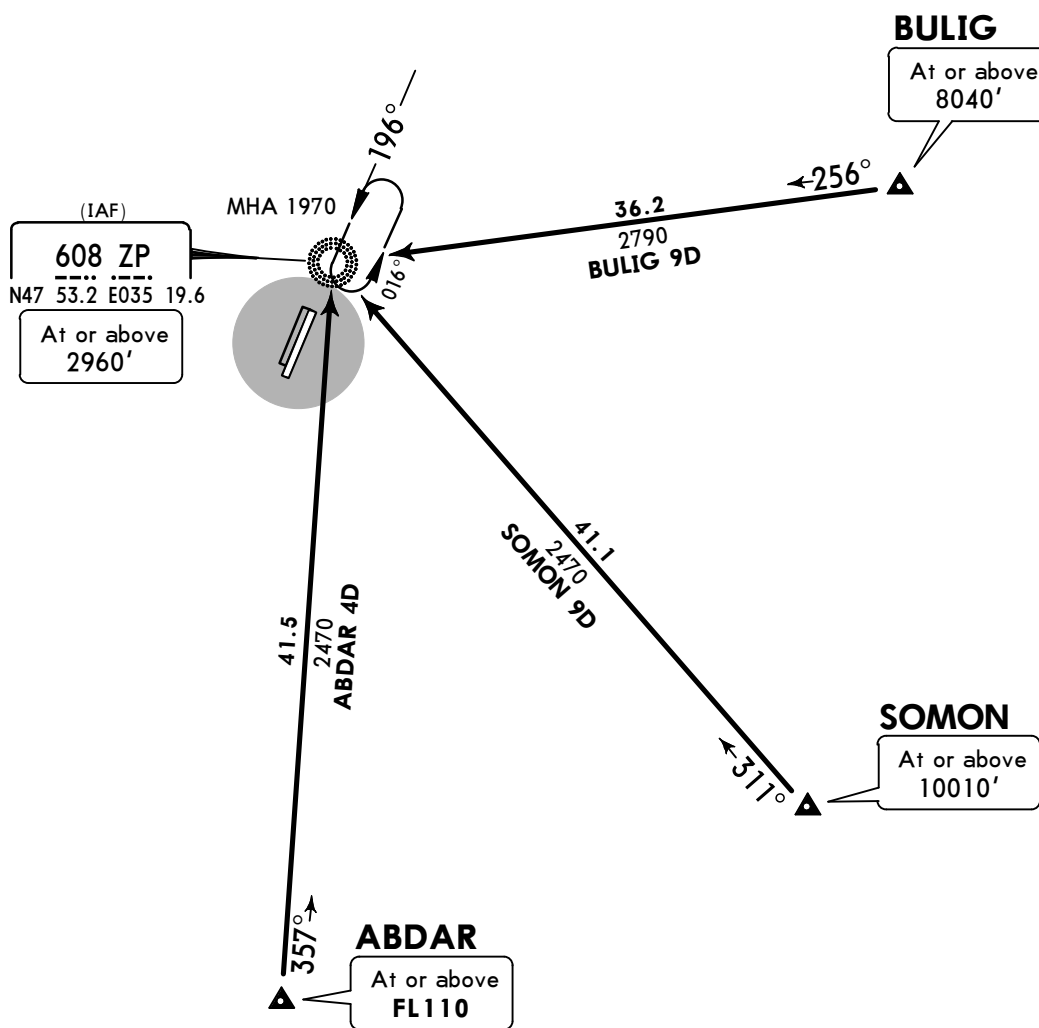 BULIG
At or above
8040'
196°
256°
MHA 1970
36.2
2790
BULIG 9D
(IAF)
608 ZP
N47 53.2 E035 19.6
At or above
2960'
016°
41.1
2470
SOMON 9D
41.5
2470
ABDAR 4D
SOMON
At or above
10010'
311°
357°
ABDAR
At or above
FL110